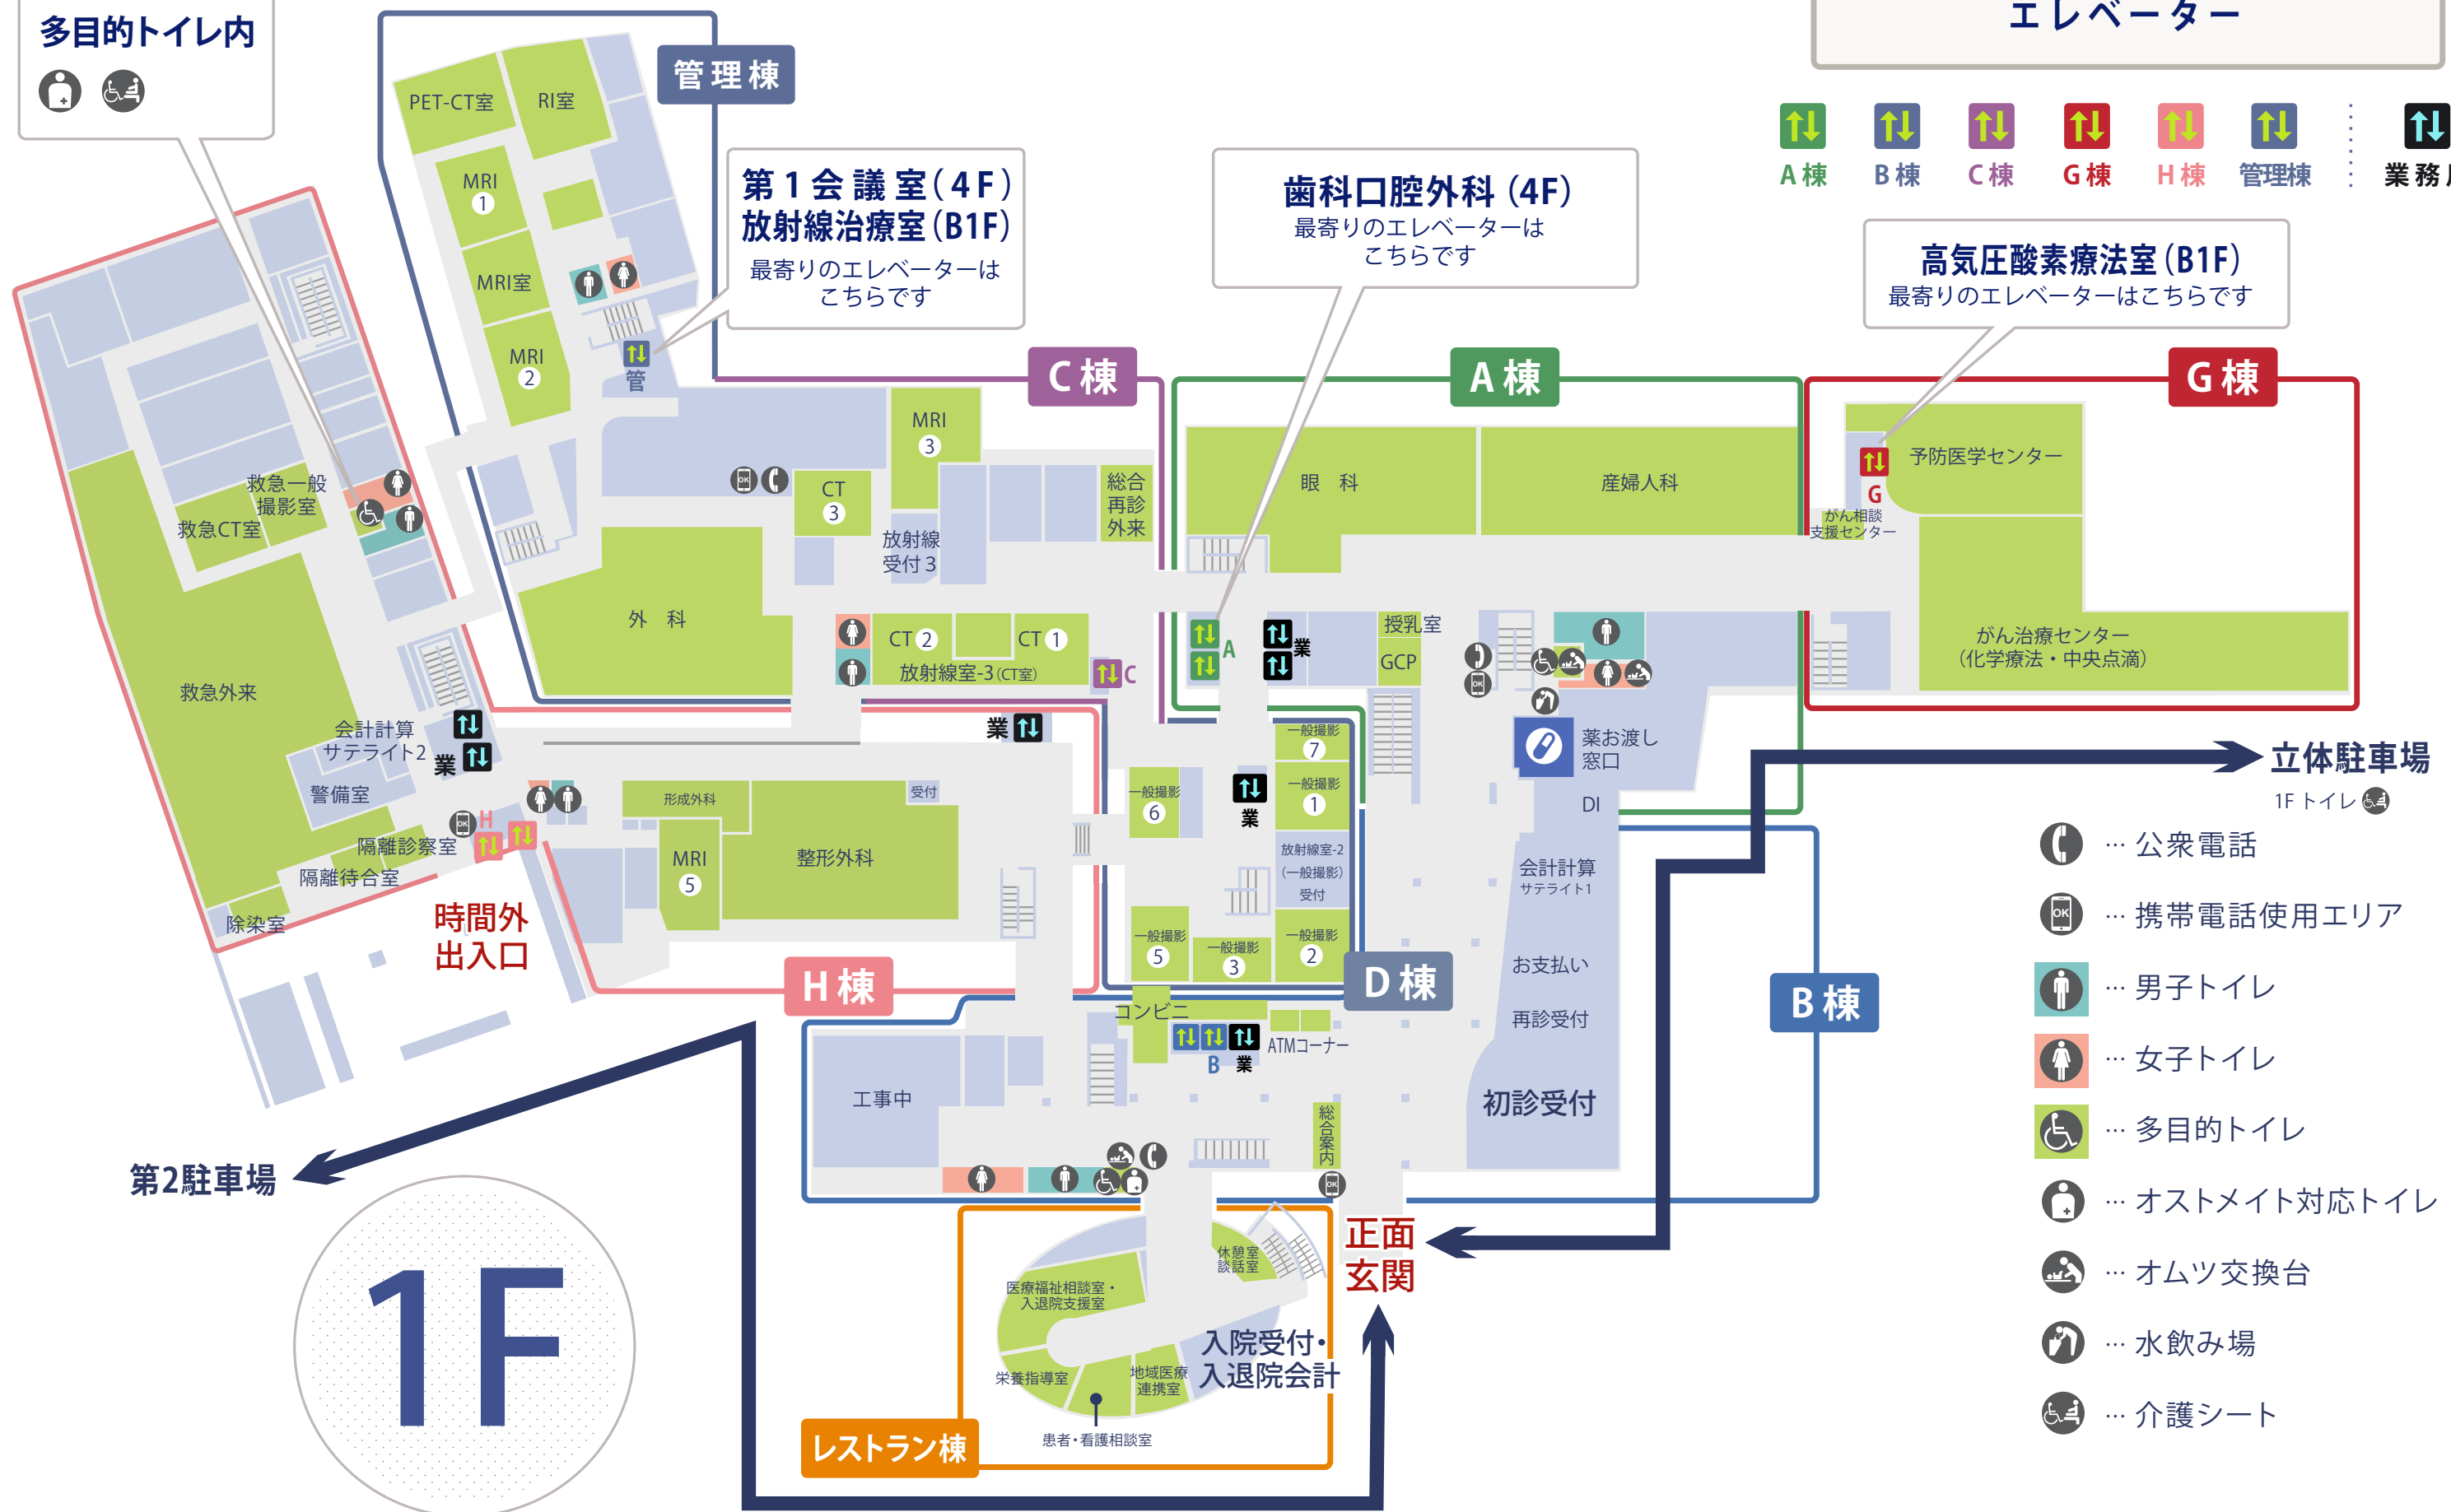 多目的トイレ内
エレベーター
A 棟
B 棟
C 棟
G 棟
H 棟
管理棟
業務
管理棟
第1会議室（4F）
放射線治療室（B1F）
最寄りのエレベーターは
こちらです
歯科口腔外科（4F）
最寄りのエレベーターは
こちらです
高気圧酸素療法室（B1F）
最寄りのエレベーターはこちらです
PET-CT室
RI室
MRI
1
MRI室
MRI
2
管
C 棟
A 棟
G 棟
MRI
3
CT
3
放射線
受付 3
総合
再診
外来
眼　科
産婦人科
予防医学センター
G
がん相談
支援センター
がん治療センター
（化学療法・中央点滴）
救急一般
撮影室
救急CT室
救急外来
外　科
CT 2
CT 1
放射線室-3（CT室）
C
A
業
授乳室
GCP
OK
OK
会計計算
サテライト2
業
警備室
OK
H
隔離診察室
隔離待合室
除染室
時間外
出入口
業
形成外科
受付
MRI
5
整形外科
H 棟
一般撮影
7
一般撮影
6
業
一般撮影
1
放射線室-2
（一般撮影）
受付
一般撮影
5
一般撮影
3
一般撮影
2
D 棟
薬お渡し
窓口
DI
会計計算
サテライト1
お支払い
再診受付
初診受付
B 棟
立体駐車場
1F トイレ
コンビニ
B
業
ATMコーナー
工事中
総合案内
OK
正面
玄関
第2駐車場
1F
休憩室
談話室
医療福祉相談室・
入退院支援室
栄養指導室
地域医療
連携室
患者・看護相談室
入院受付・
入退院会計
レストラン棟
… 公衆電話
OK
… 携帯電話使用エリア
… 男子トイレ
… 女子トイレ
… 多目的トイレ
… オストメイト対応トイレ
… オムツ交換台
… 水飲み場
… 介護シート